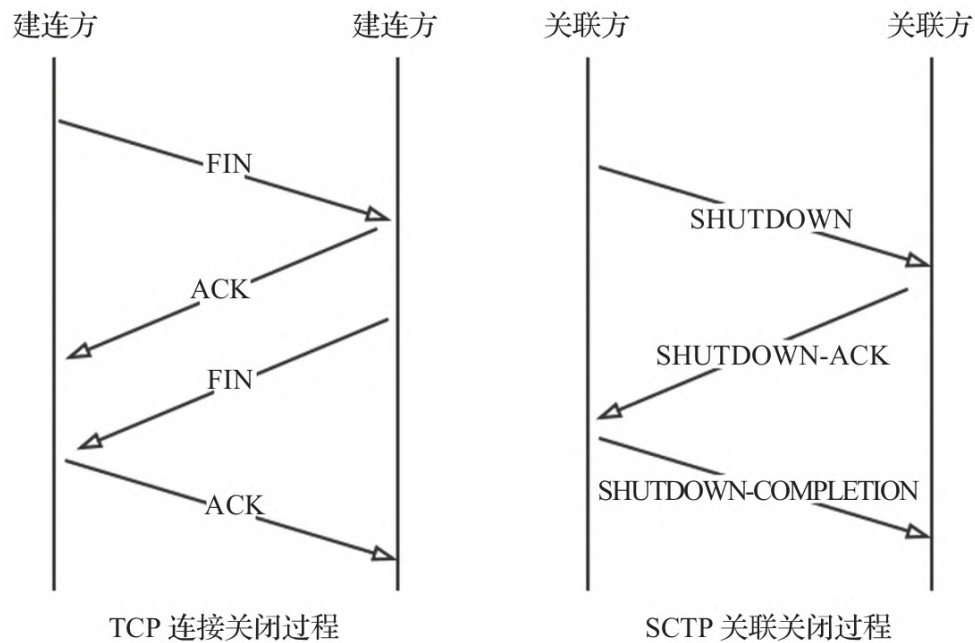 建连方 建连方 关联方 关联方
FIN
SHUTDOWN
ACK
SHUTDOWN-ACK
FIN
SHUTDOWN-COMPLETION
ACK
TCP 连接关闭过程 SCTP 关联关闭过程